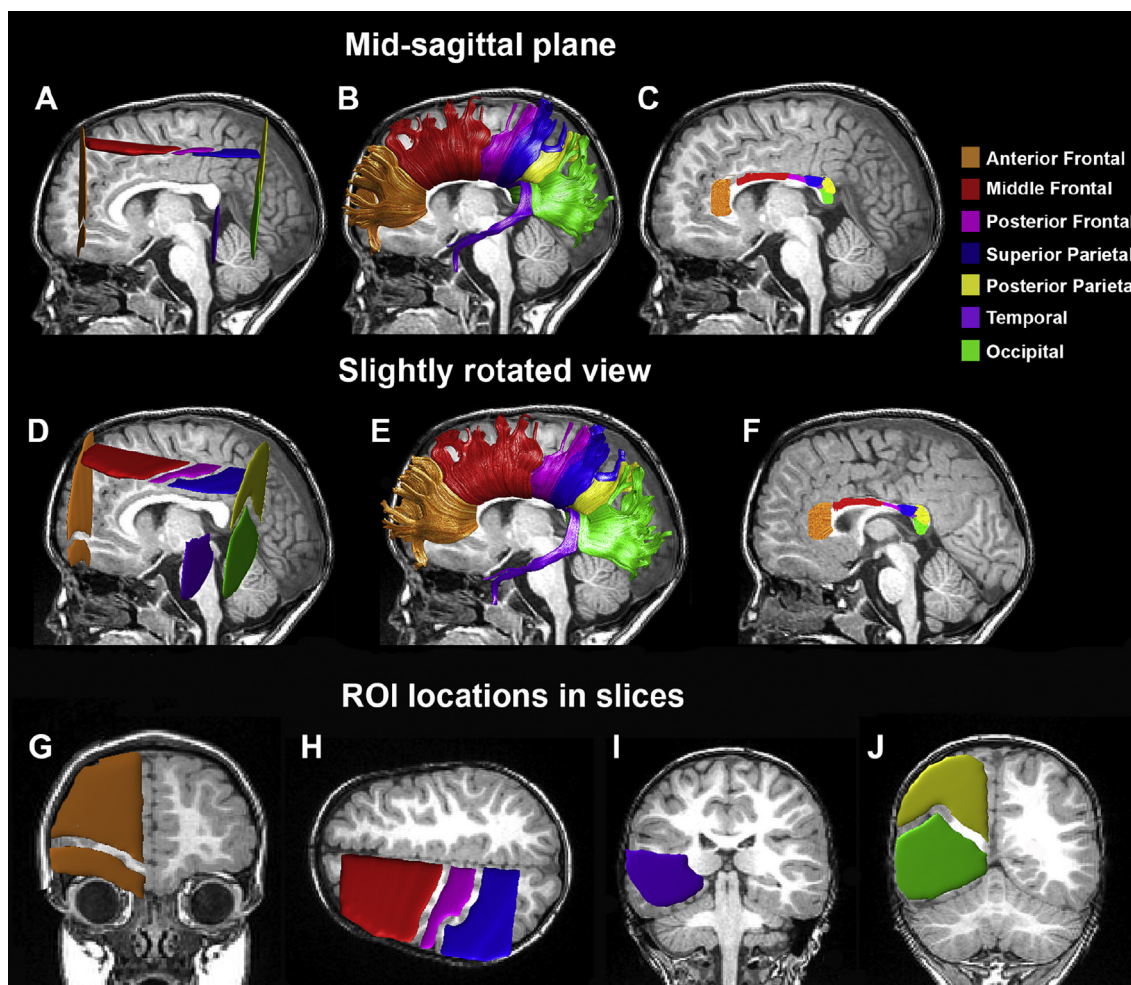 Mid-sagittal plane
A
B
C
Anterior Frontal
Middle Frontal
Posterior Frontal
Superior Parietal
Posterior Parieta
Temporal
Occipital
Slightly rotated view
D
E
F
ROI locations in slices
G
H
I
J